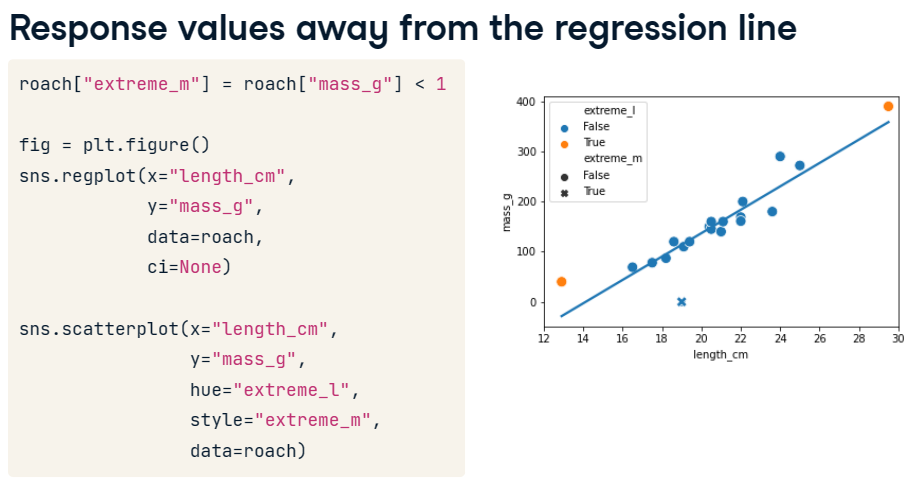 Response values away from the regression line
roach["extreme_m"] = roach["mass_g"] < 1
fig = plt.figure()
sns.regplot(x="length_cm",
y="mass_g",
data=roach,
ci=None)
sns.scatterplot(x="length_cm",
y="mass_g",
hue="extreme_l",
style="extreme_m",
data=roach)
400
300
200
100
0
mass_g
extreme_l
False
True
extreme_m
False
True
12 14 16 18 20 22 24 26 28 30
length_cm